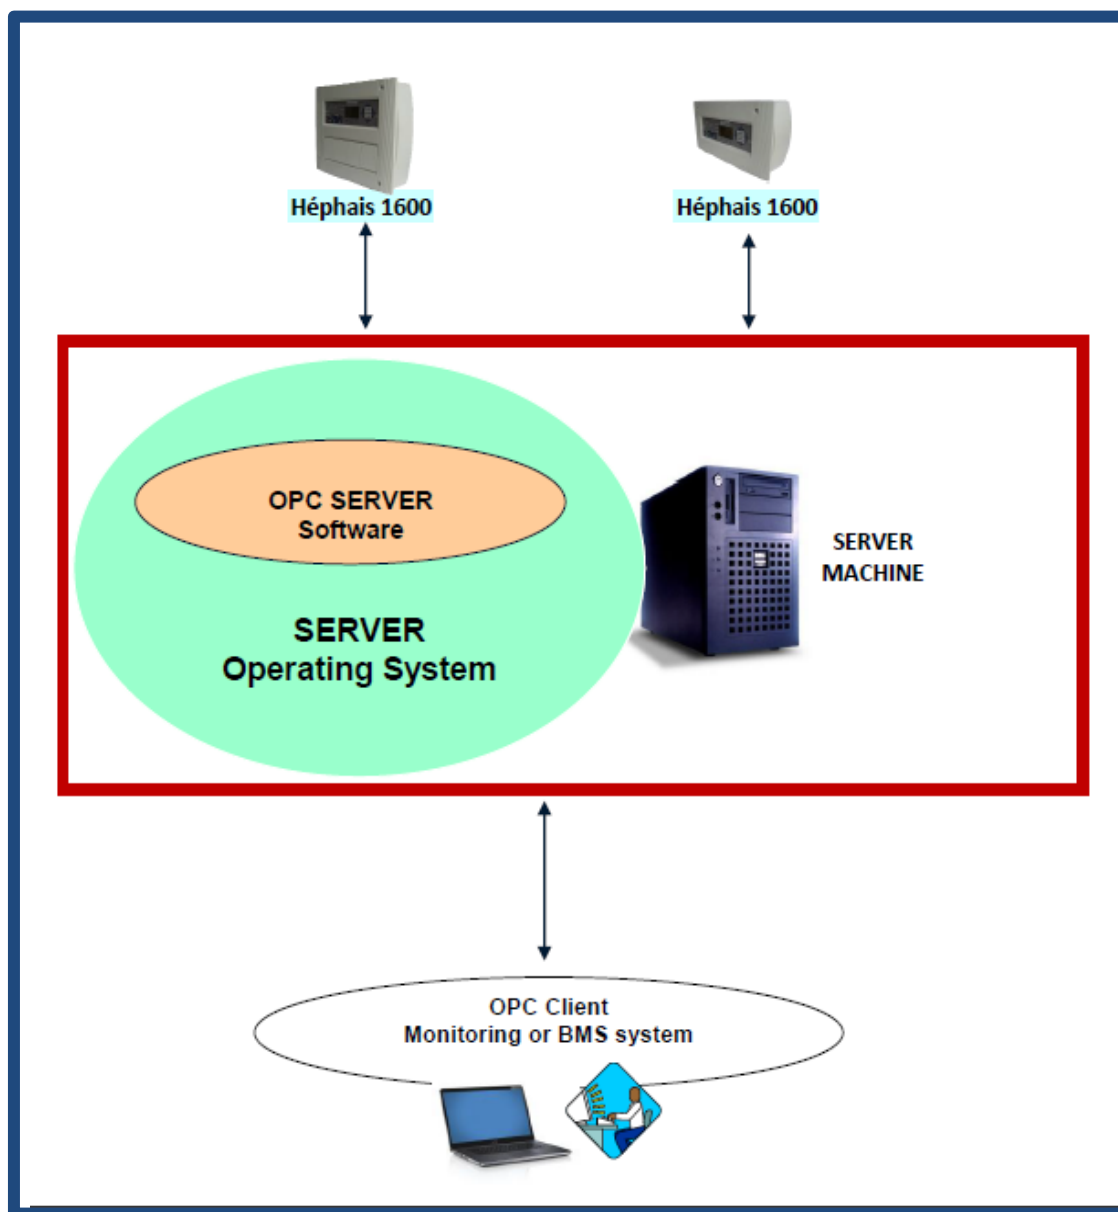 Héphais 1600
Héphais 1600
OPC SERVER
Software
SERVER
Operating System
SERVER
MACHINE
OPC Client
Monitoring or BMS system